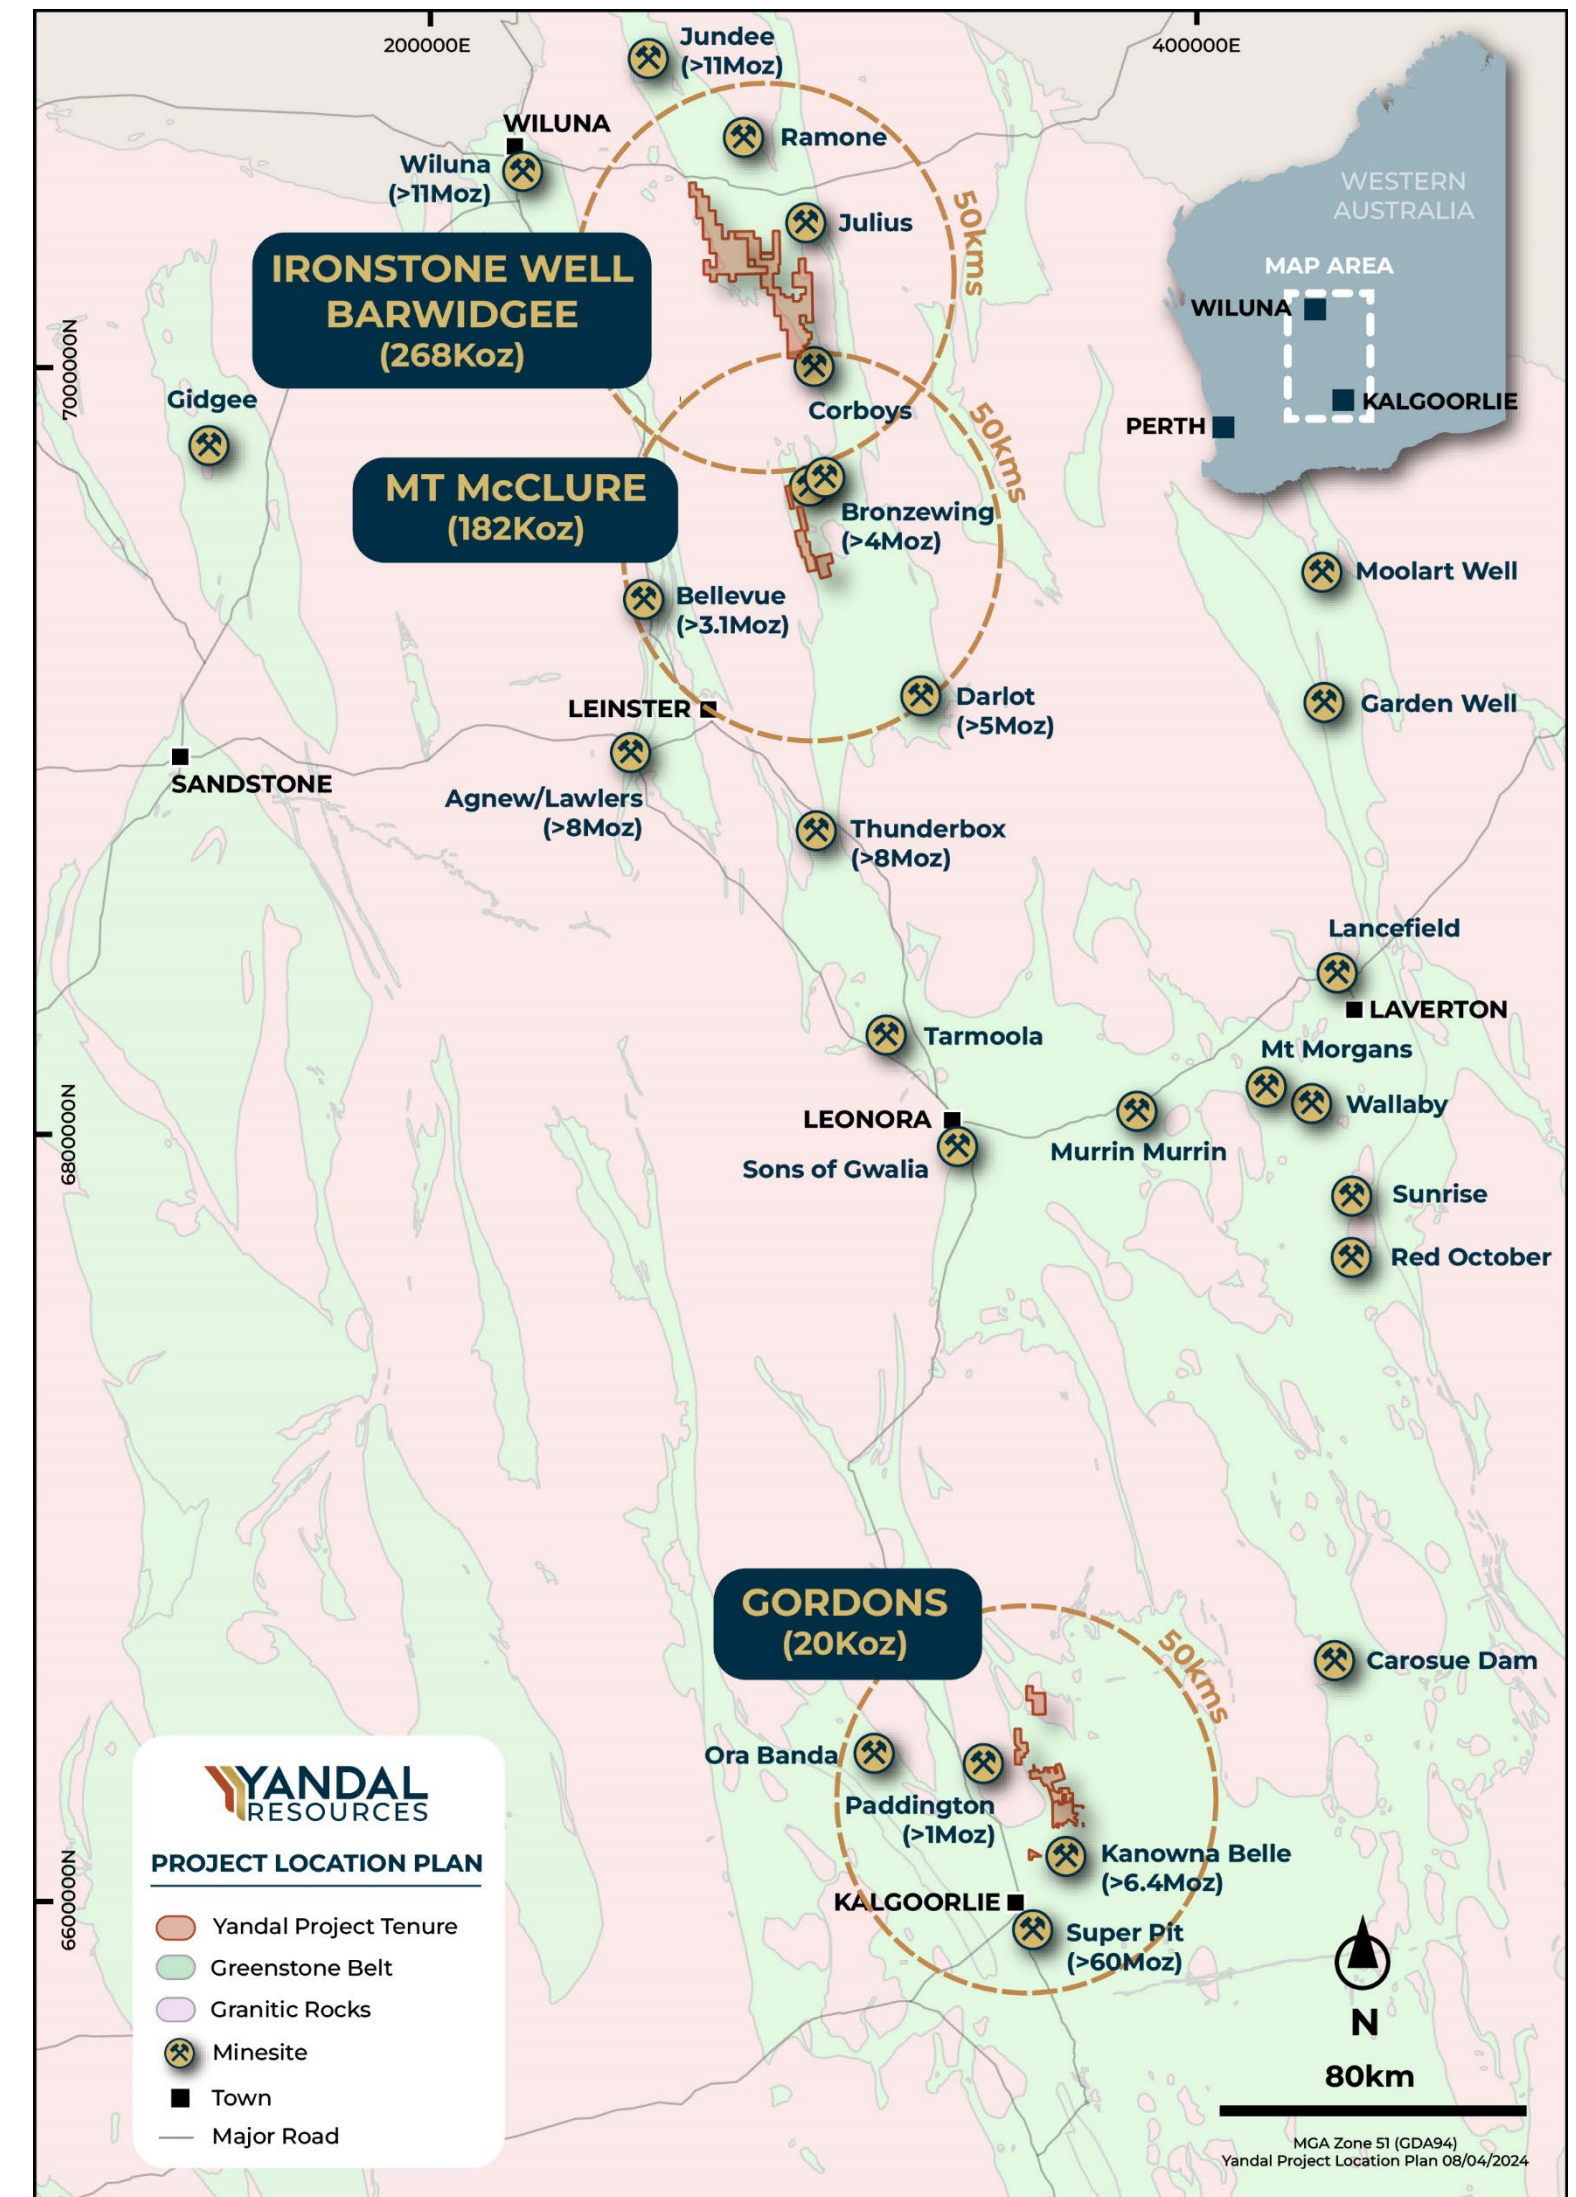 200000E
400000E
Jundee
(>11Moz)
WILUNA
Ramone
Wiluna
(>11Moz)
Julius
50kms
WESTERN
AUSTRALIA
MAP AREA
WILUNA
KALGOORLIE
PERTH
IRONSTONE WELL
BARWIDGEE
(268Koz)
7000000N
Gidgee
Corboys
50kms
MT McCLURE
(182Koz)
Bronzewing
(>4Moz)
Moolart Well
Bellevue
(>3.1Moz)
Darlot
(>5Moz)
Garden Well
LEINSTER
SANDSTONE
Agnew/Lawlers
(>8Moz)
Thunderbox
(>8Moz)
Lancefield
LAVERTON
Tarmoola
Mt Morgans
Wallaby
LEONORA
Murrin Murrin
6800000N
Sons of Gwalia
Sunrise
Red October
GORDONS
(20Koz)
50kms
Carosue Dam
Ora Banda
Paddington
(>1Moz)
Kanowna Belle
(>6.4Moz)
KALGOORLIE
Super Pit
(>60Moz)
6600000N
YANDAL
RESOURCES
PROJECT LOCATION PLAN
Yandal Project Tenure
Greenstone Belt
Granitic Rocks
Minesite
Town
Major Road
N
80km
MGA Zone 51 (GDA94)
Yandal Project Location Plan 08/04/2024